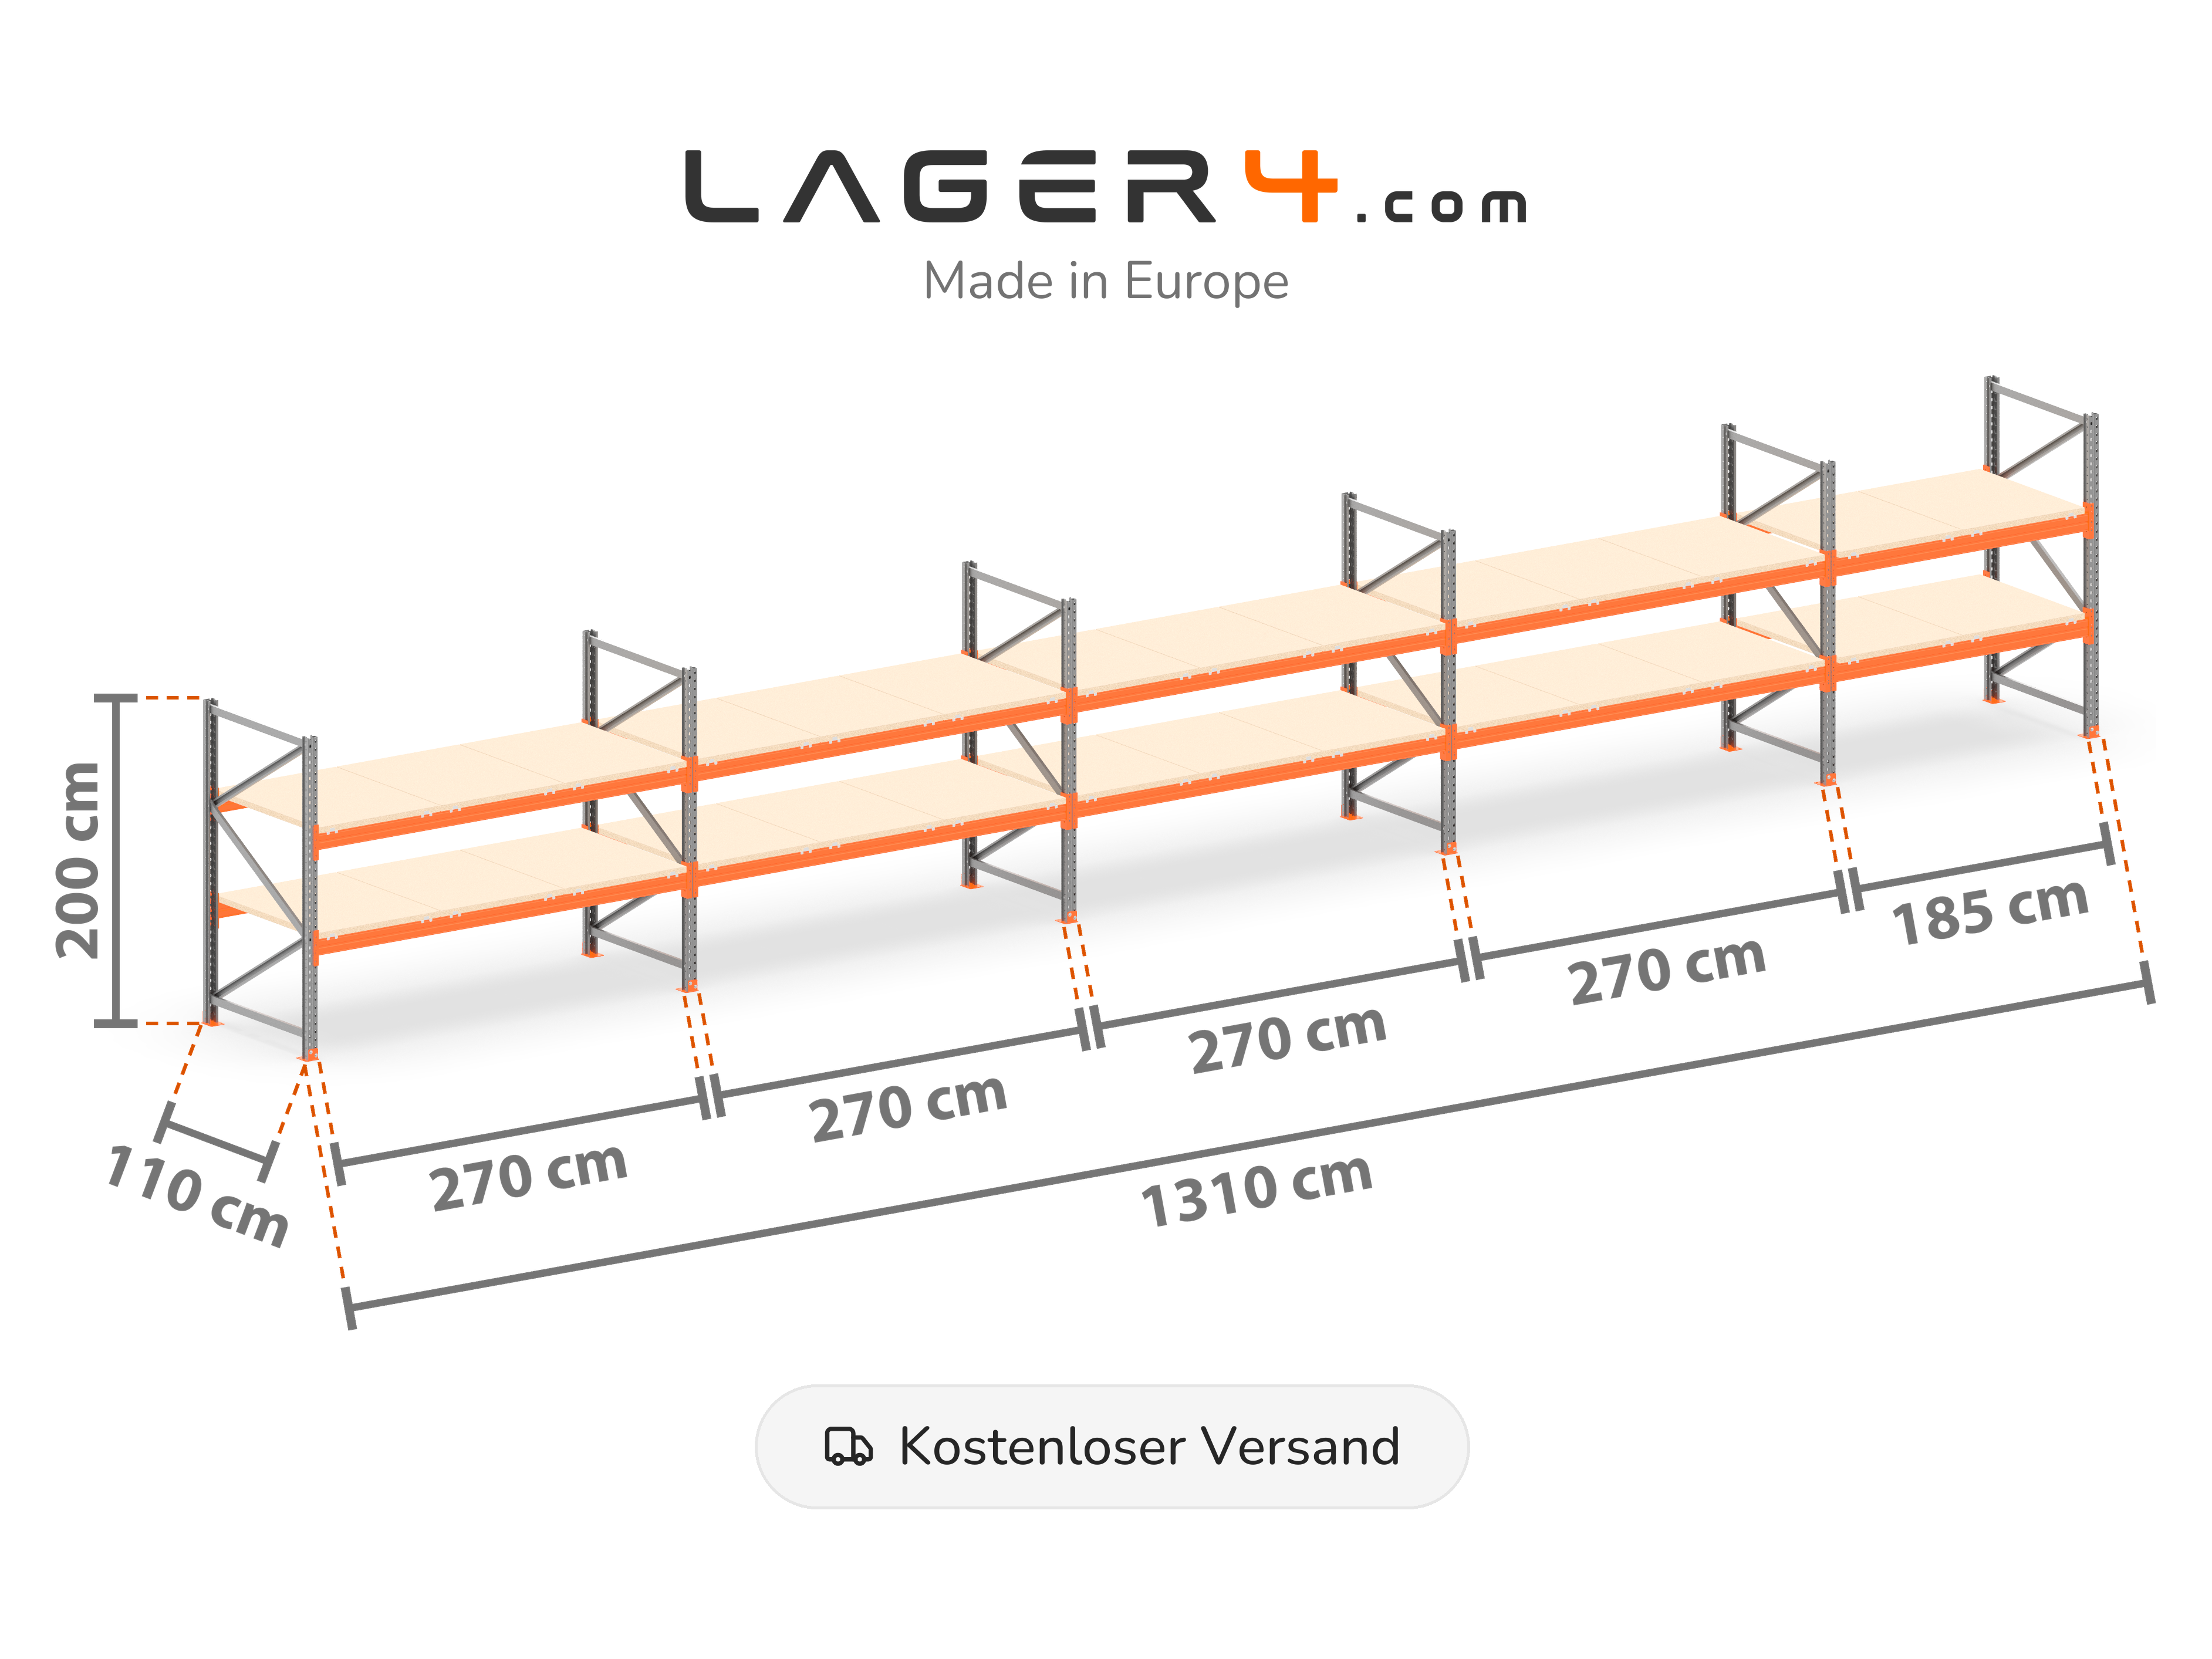 LAGER4.com
Made in Europe
200 cm
110 cm
270 cm
270 cm
270 cm
270 cm
185 cm
1310 cm
Kostenloser Versand